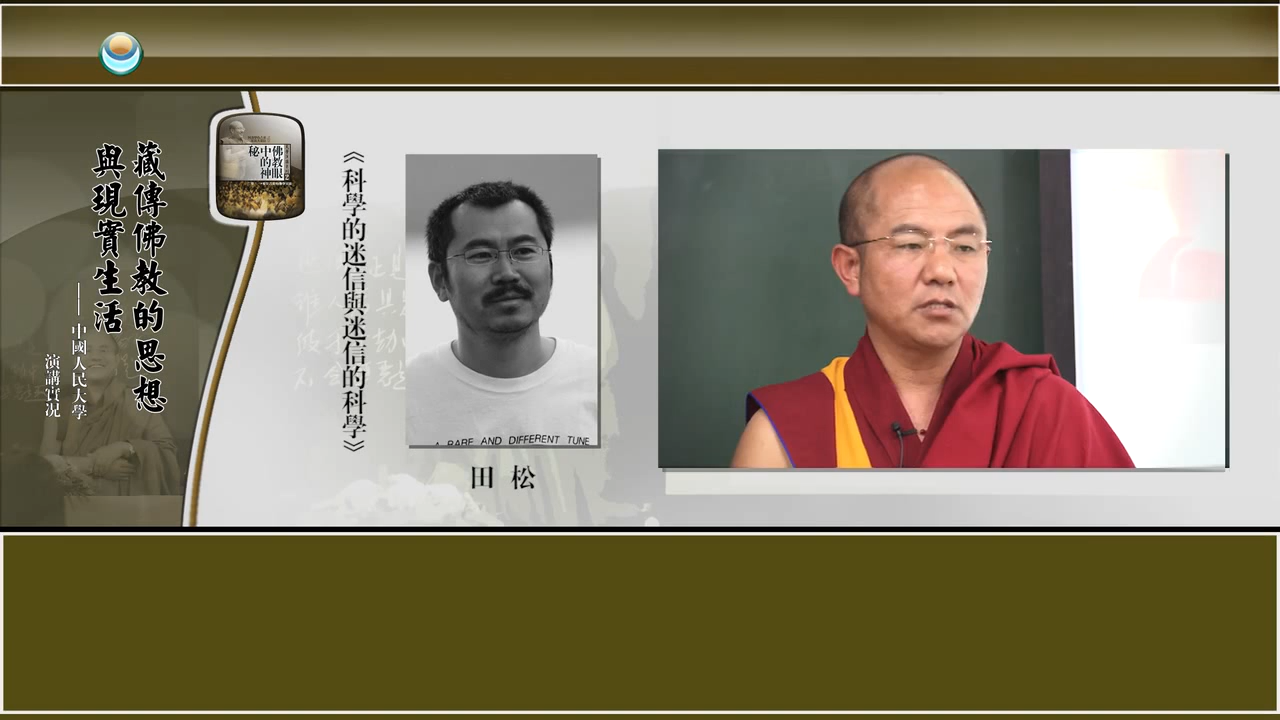 藏傳佛教的思想
與現實生活
——中國人民大學
演講實況
佛教眼
中的神
秘
《科學的迷信與迷信的科學》
A RARE AND DIFFERENT TUNE
田松